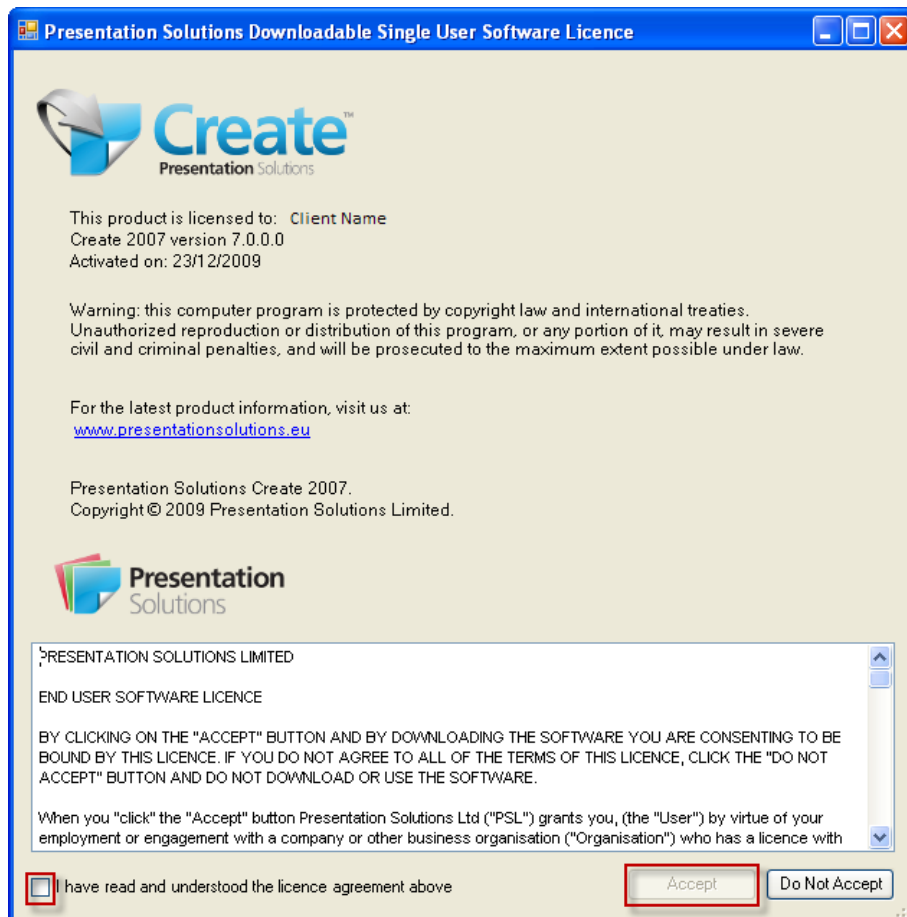 Presentation Solutions Downloadable Single User Software Licence
Create™
Presentation Solutions
This product is licensed to: Client Name
Create 2007 version 7.0.0.0
Activated on: 23/12/2009
Warning: this computer program is protected by copyright law and international treaties.
Unauthorized reproduction or distribution of this program, or any portion of it, may result in severe
civil and criminal penalties, and will be prosecuted to the maximum extent possible under law.
For the latest product information, visit us at:
www.presentationsolutions.eu
Presentation Solutions Create 2007.
Copyright © 2009 Presentation Solutions Limited.
Presentation
Solutions
PRESENTATION SOLUTIONS LIMITED
END USER SOFTWARE LICENCE
BY CLICKING ON THE "ACCEPT" BUTTON AND BY DOWNLOADING THE SOFTWARE YOU ARE CONSENTING TO BE
BOUND BY THIS LICENCE. IF YOU DO NOT AGREE TO ALL OF THE TERMS OF THIS LICENCE, CLICK THE "DO NOT
ACCEPT" BUTTON AND DO NOT DOWNLOAD OR USE THE SOFTWARE.
When you "click" the "Accept" button Presentation Solutions Ltd ("PSL") grants you, (the "User") by virtue of your
employment or engagement with a company or other business organisation ("Organisation") who has a licence with
I have read and understood the licence agreement above
Accept
Do Not Accept